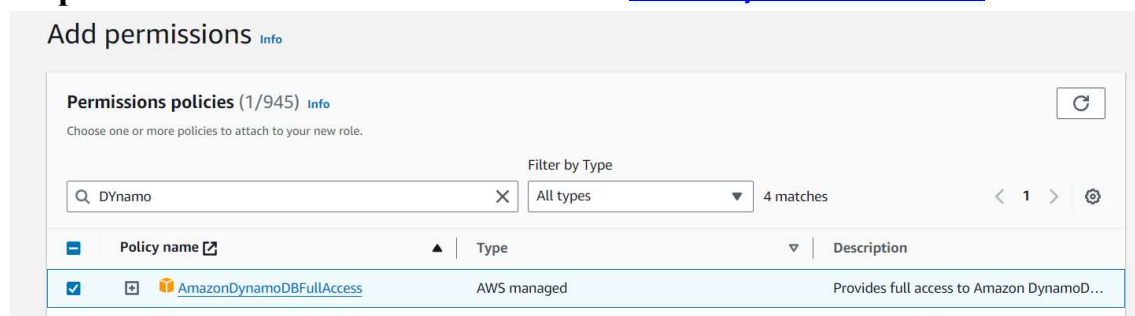 Add permissions Info
Permissions policies (1/945) Info
Choose one or more policies to attach to your new role.
Filter by Type
DYnamo All types 4 matches 1
Policy name Type Description
AmazonDynamoDBFullAccess AWS managed Provides full access to Amazon DynamoD...